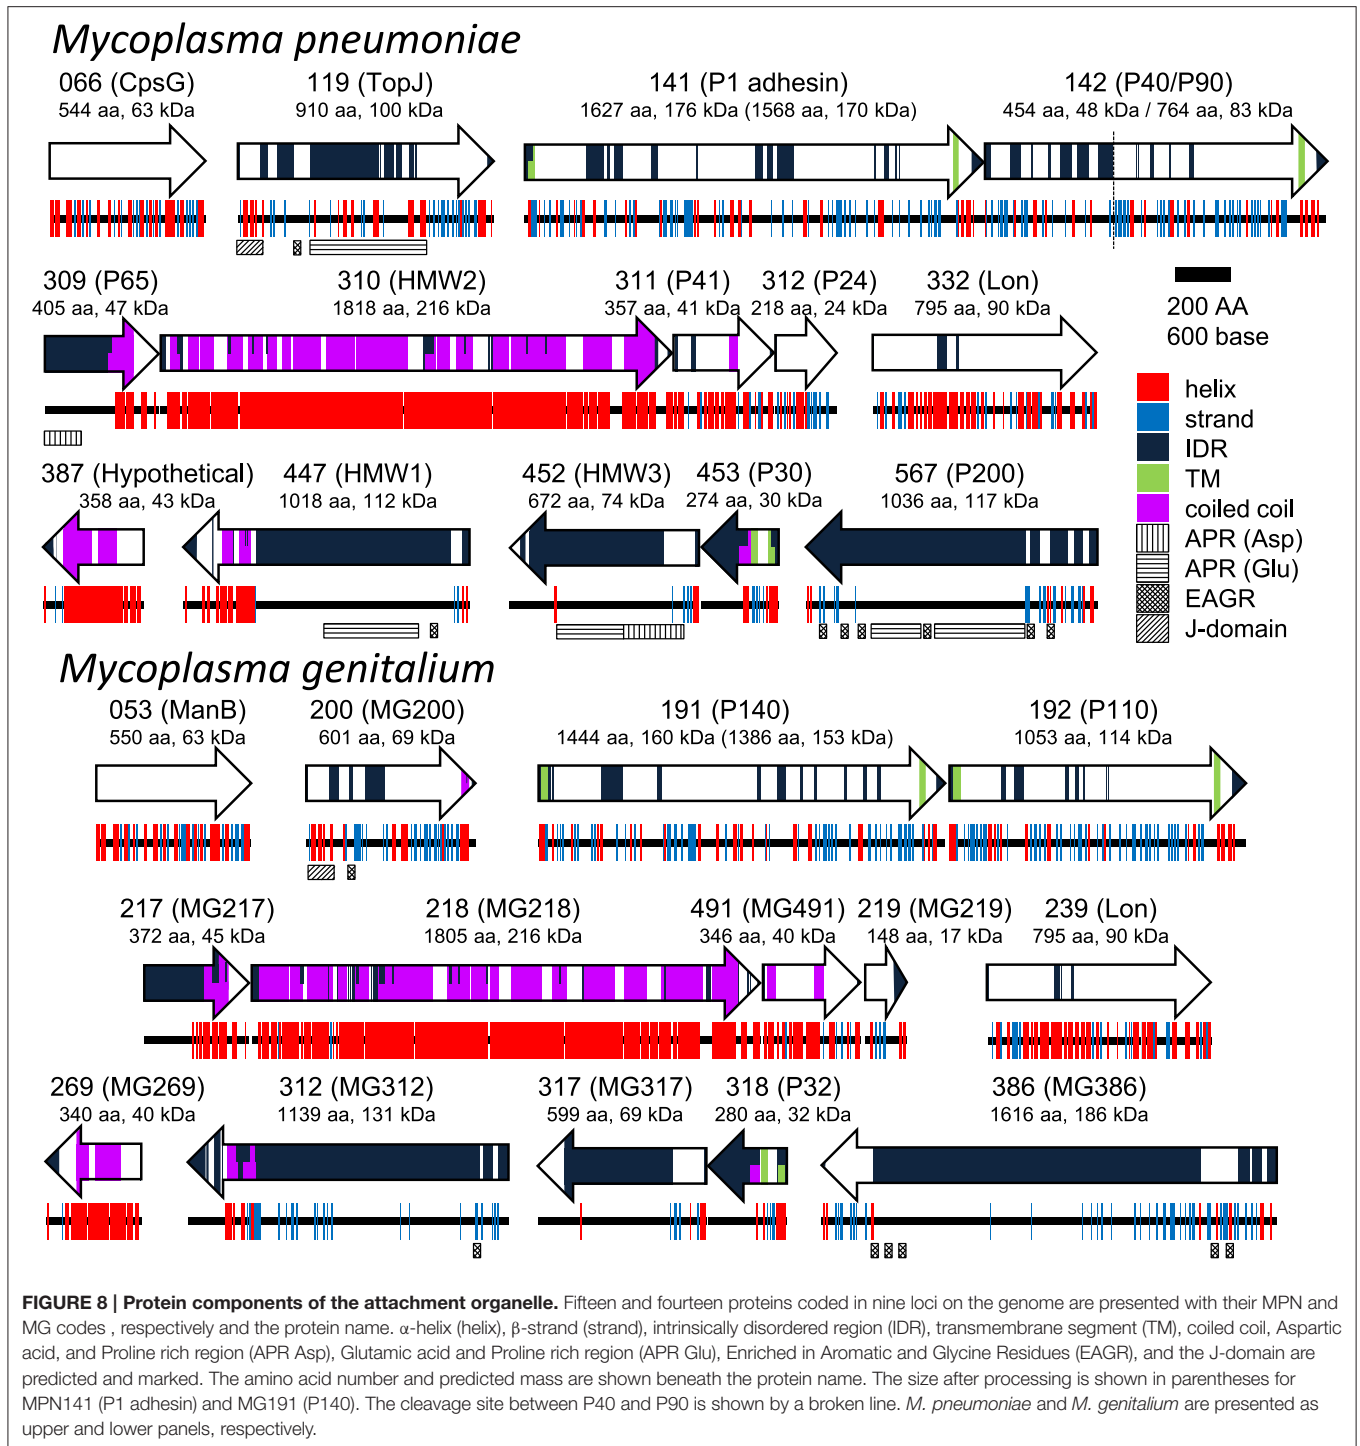 Mycoplasma pneumoniae
066 (CpsG) 119 (TopJ) 141 (P1 adhesin) 142 (P40/P90)
544 aa, 63 kDa 910 aa, 100 kDa 1627 aa, 176 kDa (1568 aa, 170 kDa) 454 aa, 48 kDa / 764 aa, 83 kDa
309 (P65) 310 (HMW2) 311 (P41) 312 (P24) 332 (Lon)
405 aa, 47 kDa 1818 aa, 216 kDa 357 aa, 41 kDa 218 aa, 24 kDa 795 aa, 90 kDa
200 AA
600 base
helix
strand
IDR
TM
coiled coil
APR (Asp)
APR (Glu)
EAGR
J-domain
387 (Hypothetical) 447 (HMW1) 452 (HMW3) 453 (P30) 567 (P200)
358 aa, 43 kDa 1018 aa, 112 kDa 672 aa, 74 kDa 274 aa, 30 kDa 1036 aa, 117 kDa
Mycoplasma genitalium
053 (ManB) 200 (MG200) 191 (P140) 192 (P110)
550 aa, 63 kDa 601 aa, 69 kDa 1444 aa, 160 kDa (1386 aa, 153 kDa) 1053 aa, 114 kDa
217 (MG217) 218 (MG218) 491 (MG491) 219 (MG219) 239 (Lon)
372 aa, 45 kDa 1805 aa, 216 kDa 346 aa, 40 kDa 148 aa, 17 kDa 795 aa, 90 kDa
269 (MG269) 312 (MG312) 317 (MG317) 318 (P32) 386 (MG386)
340 aa, 40 kDa 1139 aa, 131 kDa 599 aa, 69 kDa 280 aa, 32 kDa 1616 aa, 186 kDa
FIGURE 8 | Protein components of the attachment organelle. Fifteen and fourteen proteins coded in nine loci on the genome are presented with their MPN and
MG codes , respectively and the protein name. α-helix (helix), β-strand (strand), intrinsically disordered region (IDR), transmembrane segment (TM), coiled coil, Aspartic
acid, and Proline rich region (APR Asp), Glutamic acid and Proline rich region (APR Glu), Enriched in Aromatic and Glycine Residues (EAGR), and the J-domain are
predicted and marked. The amino acid number and predicted mass are shown beneath the protein name. The size after processing is shown in parentheses for
MPN141 (P1 adhesin) and MG191 (P140). The cleavage site between P40 and P90 is shown by a broken line. M. pneumoniae and M. genitalium are presented as
upper and lower panels, respectively.